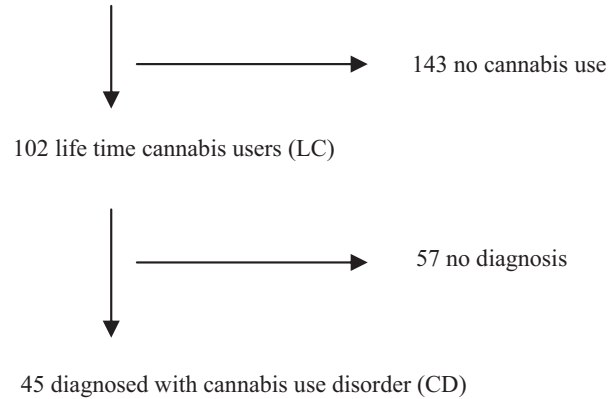 143 no cannabis use
102 life time cannabis users (LC)
57 no diagnosis
45 diagnosed with cannabis use disorder (CD)